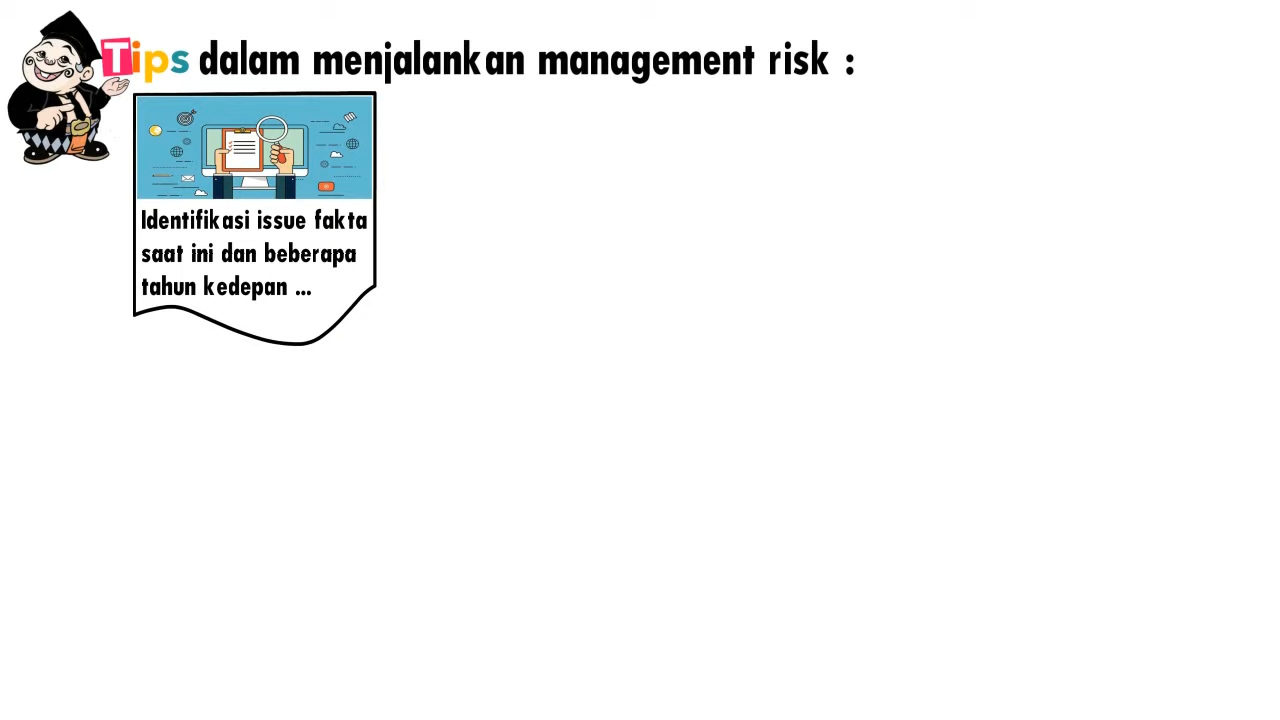 Tips dalam menjalankan management risk :
Identifikasi issue fakta
saat ini dan beberapa
tahun kedepan ...